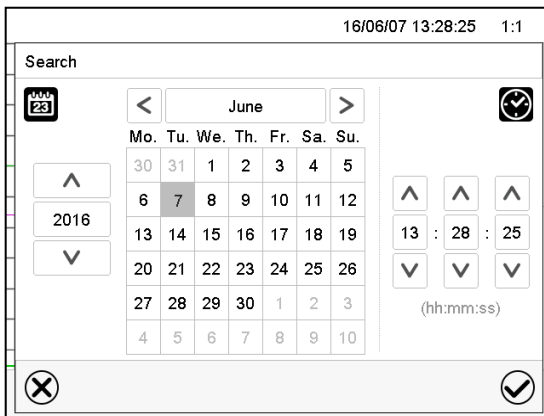 16/06/07 13:28:25 1:1
Search
23
< June >
Mo. Tu. We. Th. Fr. Sa. Su.
30 31 1 2 3 4 5
6 7 8 9 10 11 12
2016
13 14 15 16 17 18 19
13 : 28 : 25
20 21 22 23 24 25 26
27 28 29 30 1 2 3
(hh:mm:ss)
4 5 6 7 8 9 10